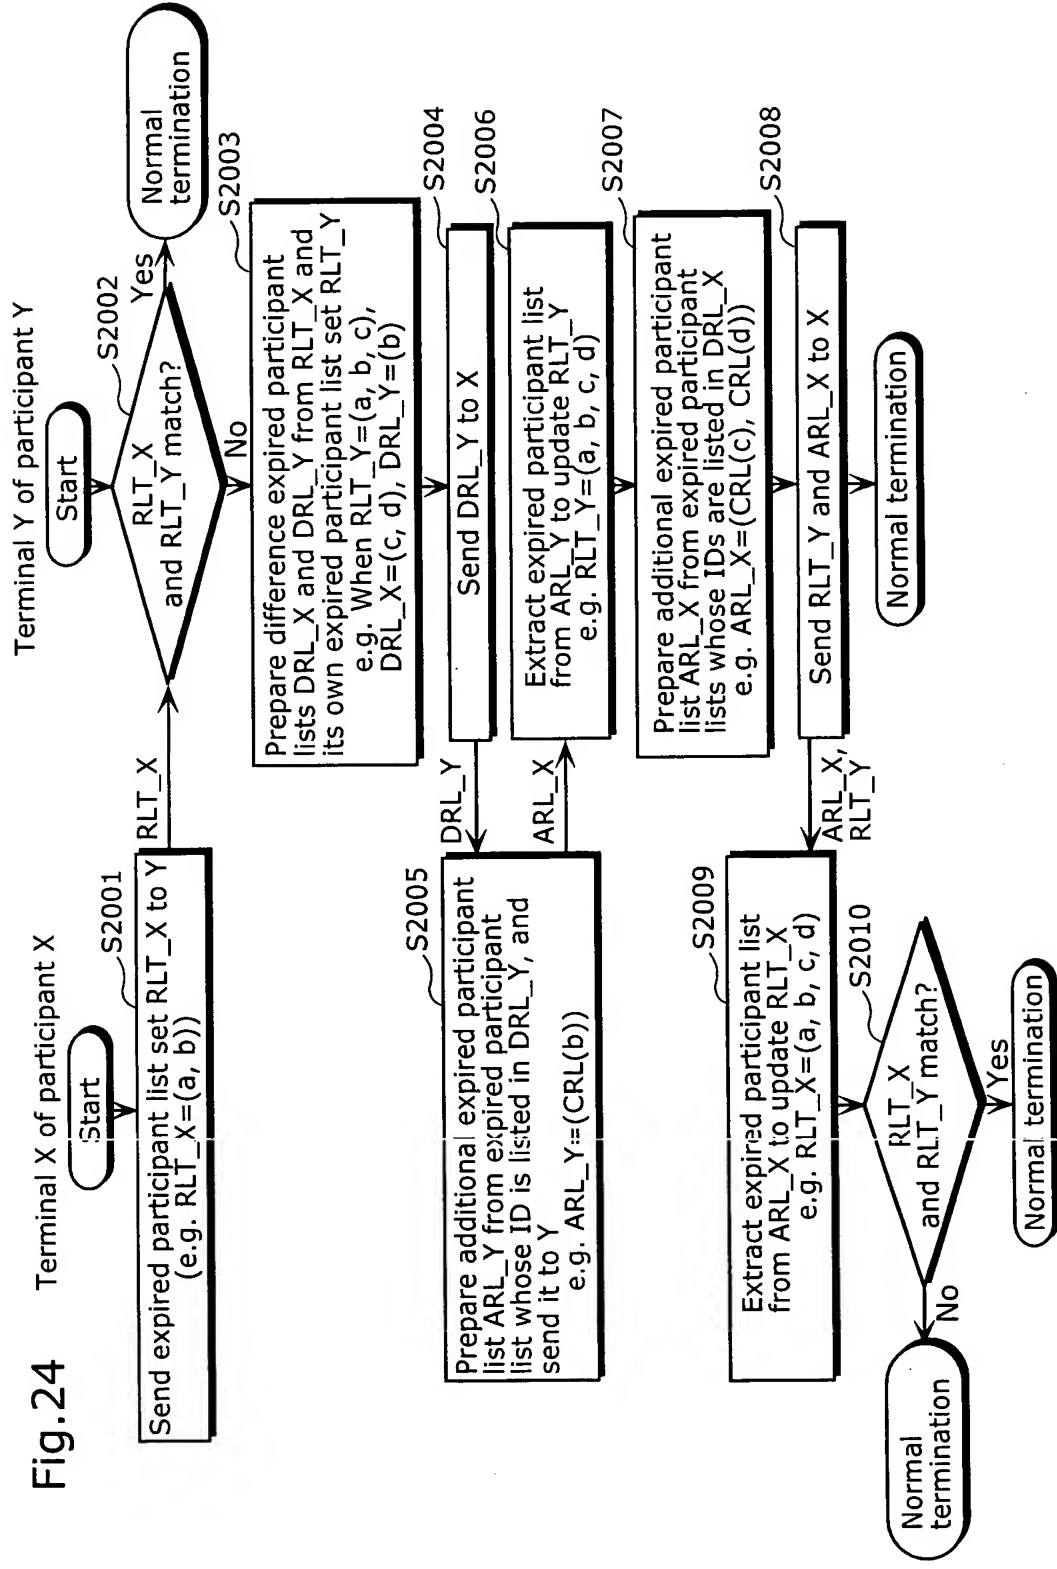 Fig.24
Terminal X of participant X
Start
S2001
Send expired participant list set RLT_X to Y
(e.g. RLT_X=(a, b))
RLT_X
Terminal Y of participant Y
Start
S2002
RLT_X
and RLT_Y match?
Yes
Normal
termination
No
S2003
Prepare difference expired participant
lists DRL_X and DRL_Y from RLT_X and
its own expired participant list set RLT_Y
e.g. When RLT_Y=(a, b, c),
DRL_X=(c, d), DRL_Y=(b)
S2004
Send DRL_Y to X
DRL_Y
S2005
Prepare additional expired participant
list ARL_Y from expired participant
list whose ID is listed in DRL_Y, and
send it to Y
e.g. ARL_Y=(CRL(b))
ARL_X
S2006
Extract expired participant list
from ARL_Y to update RLT_Y
e.g. RLT_Y=(a, b, c, d)
S2007
Prepare additional expired participant
list ARL_X from expired participant
lists whose IDs are listed in DRL_X
e.g. ARL_X=(CRL(c), CRL(d))
S2008
Send RLT_Y and ARL_X to X
Normal termination
ARL_X,
RLT_Y
S2009
Extract expired participant list
from ARL_X to update RLT_X
e.g. RLT_X=(a, b, c, d)
S2010
RLT_X
and RLT_Y match?
Yes
Normal termination
No
Normal
termination